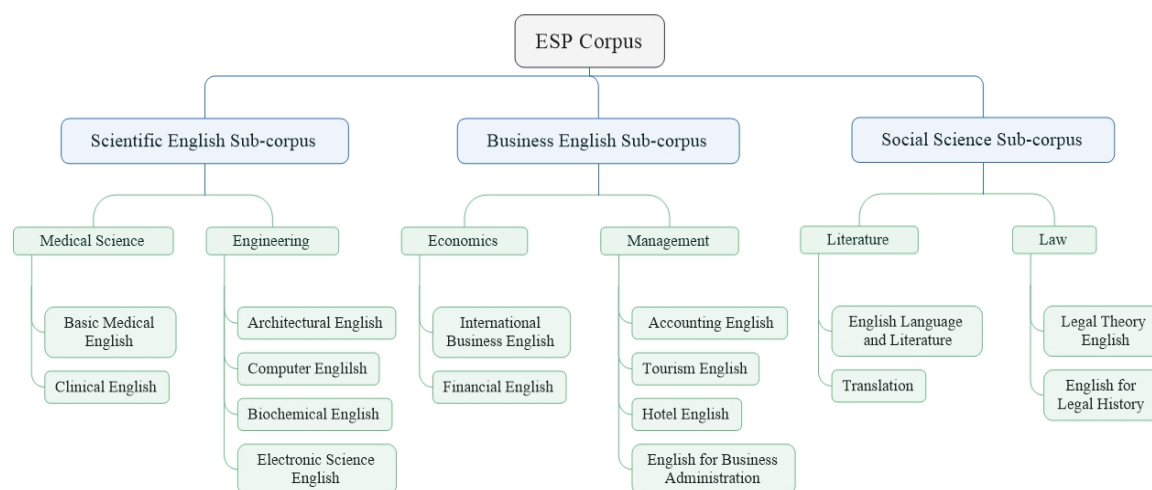 ESP Corpus
Scientific English Sub-corpus
Business English Sub-corpus
Social Science Sub-corpus
Medical Science
Engineering
Economics
Management
Literature
Law
Basic Medical
English
Clinical English
Architectural English
Computer Englilsh
Biochemical English
Electronic Science
English
International
Business English
Financial English
Accounting English
Tourism English
Hotel English
English for Business
Administration
English Language
and Literature
Translation
Legal Theory
English
English for
Legal History